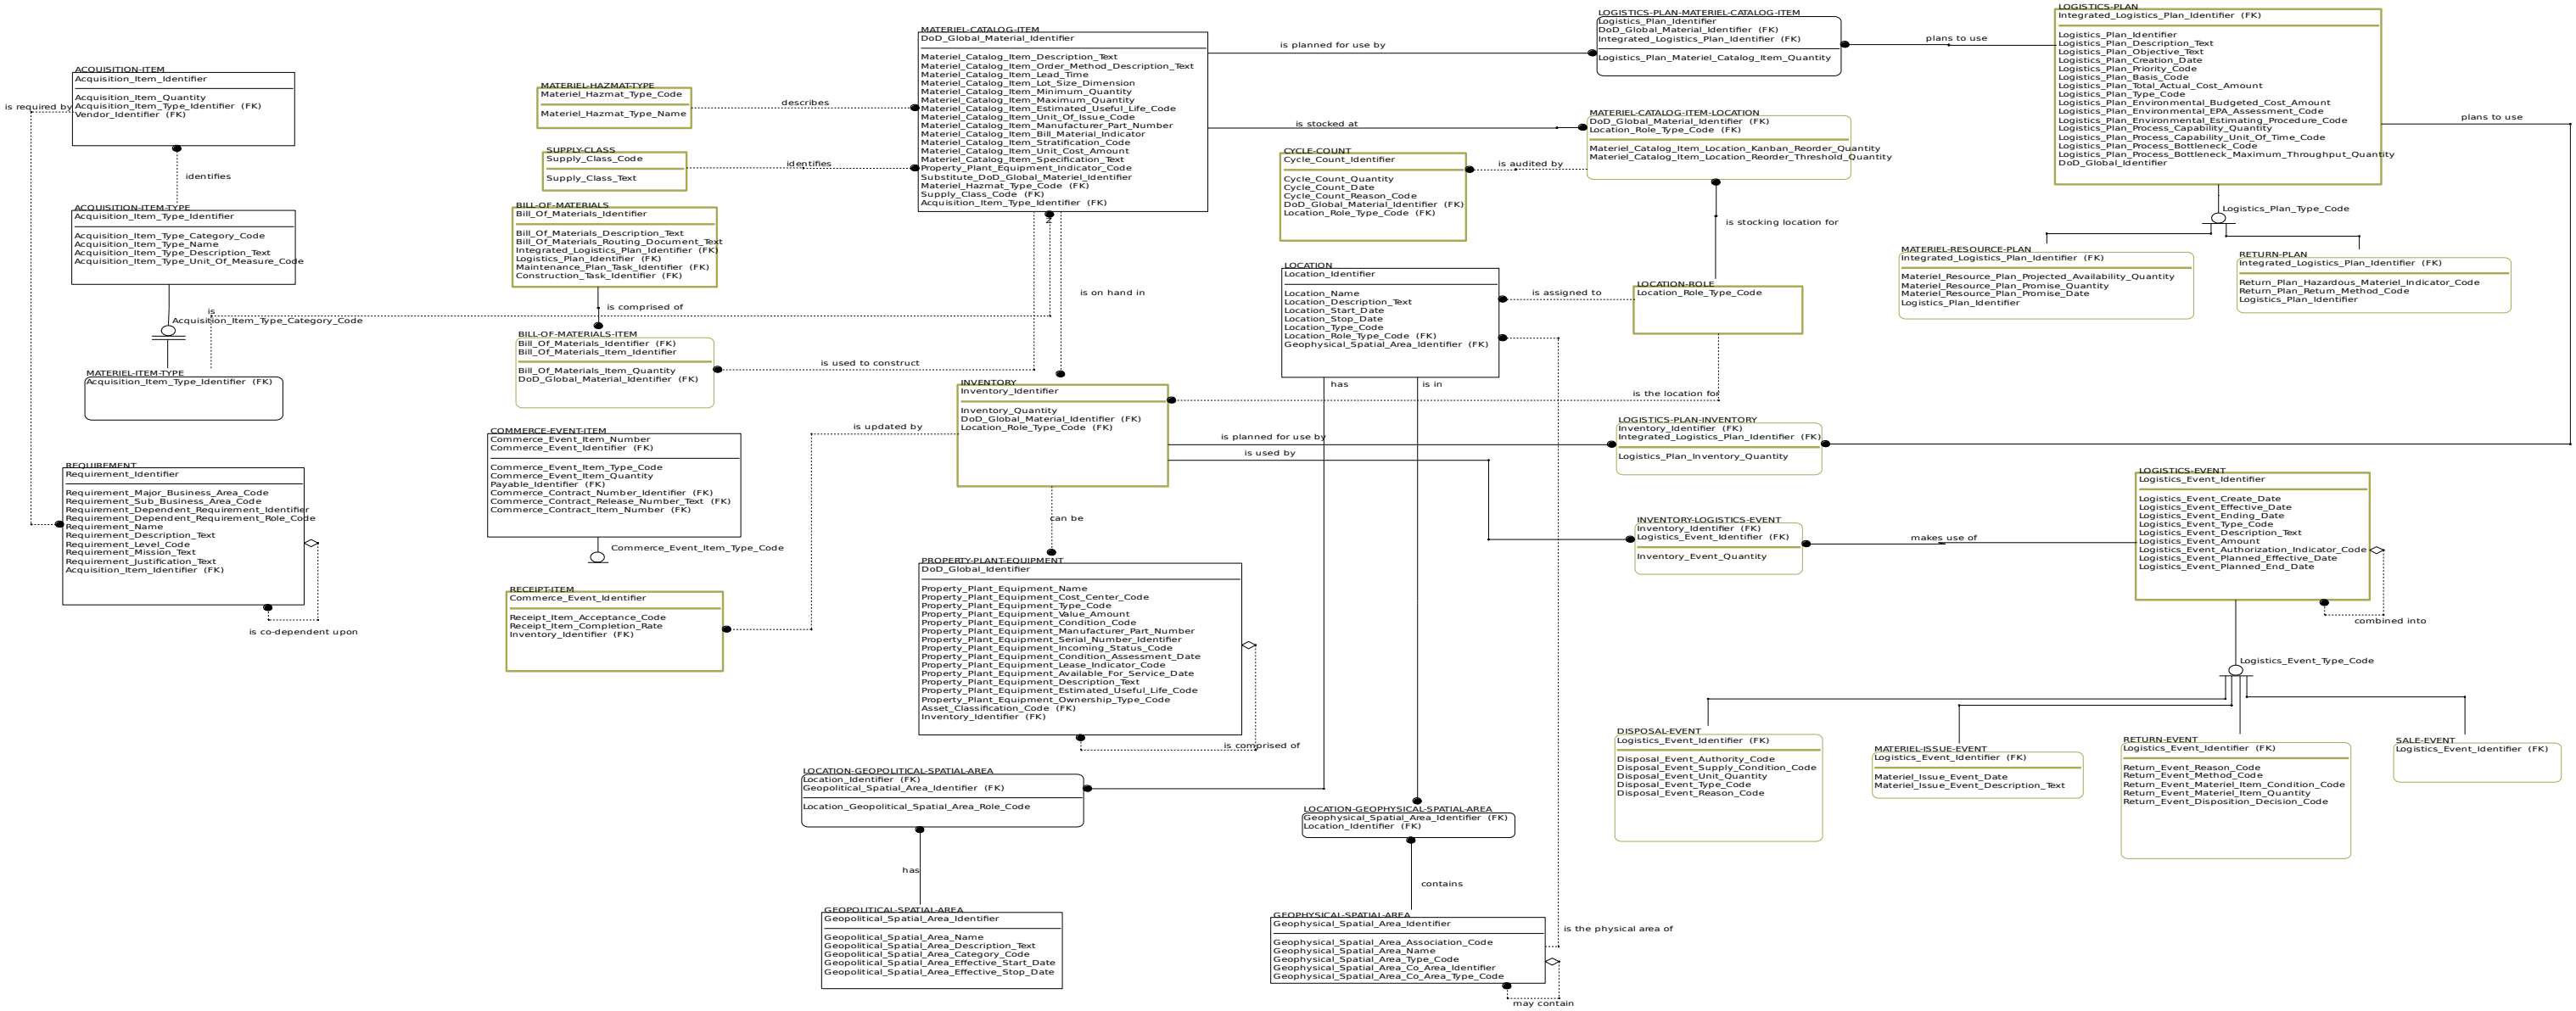 ACQUISITION-ITEM
Acquisition_Item_Identifier
Acquisition_Item_Quantity
Acquisition_Item_Type_Identifier (FK)
Vendor_Identifier (FK)
is required by
identifies
ACQUISITION-ITEM-TYPE
Acquisition_Item_Type_Identifier
Acquisition_Item_Type_Category_Code
Acquisition_Item_Type_Name
Acquisition_Item_Type_Description_Text
Acquisition_Item_Type_Unit_Of_Measure_Code
is
Acquisition_Item_Type_Category_Code
MATERIEL-ITEM-TYPE
Acquisition_Item_Type_Identifier (FK)
REQUIREMENT
Requirement_Identifier
Requirement_Major_Business_Area_Code
Requirement_Sub_Business_Area_Code
Requirement_Dependent_Requirement_Identifier
Requirement_Dependent_Requirement_Role_Code
Requirement_Name
Requirement_Description_Text
Requirement_Level_Code
Requirement_Mission_Text
Requirement_Justification_Text
Acquisition_Item_Identifier (FK)
is co-dependent upon
MATERIEL-HAZMAT-TYPE
Materiel_Hazmat_Type_Code
Materiel_Hazmat_Type_Name
describes
SUPPLY-CLASS
Supply_Class_Code
Supply_Class_Text
identifies
BILL-OF-MATERIALS
Bill_Of_Materials_Identifier
Bill_Of_Materials_Description_Text
Bill_Of_Materials_Routing_Document_Text
Integrated_Logistics_Plan_Identifier (FK)
Logistics_Plan_Identifier (FK)
Maintenance_Plan_Task_Identifier (FK)
Construction_Task_Identifier (FK)
is comprised of
BILL-OF-MATERIALS-ITEM
Bill_Of_Materials_Identifier (FK)
Bill_Of_Materials_Item_Identifier
Bill_Of_Materials_Item_Quantity
DoD_Global_Material_Identifier (FK)
is used to construct
COMMERCE-EVENT-ITEM
Commerce_Event_Item_Number
Commerce_Event_Identifier (FK)
Commerce_Event_Item_Type_Code
Commerce_Event_Item_Quantity
Payable_Identifier (FK)
Commerce_Contract_Number_Identifier (FK)
Commerce_Contract_Release_Number_Text (FK)
Commerce_Contract_Item_Number (FK)
Commerce_Event_Item_Type_Code
RECEIPT-ITEM
Commerce_Event_Identifier
Receipt_Item_Acceptance_Code
Receipt_Item_Completion_Rate
Inventory_Identifier (FK)
is updated by
MATERIEL-CATALOG-ITEM
DoD_Global_Material_Identifier
Materiel_Catalog_Item_Description_Text
Materiel_Catalog_Item_Order_Method_Description_Text
Materiel_Catalog_Item_Lead_Time
Materiel_Catalog_Item_Lot_Size_Dimension
Materiel_Catalog_Item_Minimum_Quantity
Materiel_Catalog_Item_Maximum_Quantity
Materiel_Catalog_Item_Estimated_Useful_Life_Code
Materiel_Catalog_Item_Unit_Of_Issue_Code
Materiel_Catalog_Item_Manufacturer_Part_Number
Materiel_Catalog_Item_Bill_Material_Indicator
Materiel_Catalog_Item_Stratification_Code
Materiel_Catalog_Item_Unit_Cost_Amount
Materiel_Catalog_Item_Specification_Text
Property_Plant_Equipment_Indicator_Code
Substitute_DoD_Global_Materiel_Identifier
Materiel_Hazmat_Type_Code (FK)
Supply_Class_Code (FK)
Acquisition_Item_Type_Identifier (FK)
Z
is on hand in
INVENTORY
Inventory_Identifier
Inventory_Quantity
DoD_Global_Material_Identifier (FK)
Location_Role_Type_Code (FK)
can be
PROPERTY-PLANT-EQUIPMENT
DoD_Global_Identifier
Property_Plant_Equipment_Name
Property_Plant_Equipment_Cost_Center_Code
Property_Plant_Equipment_Type_Code
Property_Plant_Equipment_Value_Amount
Property_Plant_Equipment_Condition_Code
Property_Plant_Equipment_Manufacturer_Part_Number
Property_Plant_Equipment_Serial_Number_Identifier
Property_Plant_Equipment_Incoming_Status_Code
Property_Plant_Equipment_Condition_Assessment_Date
Property_Plant_Equipment_Lease_Indicator_Code
Property_Plant_Equipment_Available_For_Service_Date
Property_Plant_Equipment_Description_Text
Property_Plant_Equipment_Estimated_Useful_Life_Code
Property_Plant_Equipment_Ownership_Type_Code
Asset_Classification_Code (FK)
Inventory_Identifier (FK)
is comprised of
LOCATION-GEOPOLITICAL-SPATIAL-AREA
Location_Identifier (FK)
Geopolitical_Spatial_Area_Identifier (FK)
Location_Geopolitical_Spatial_Area_Role_Code
has
GEOPOLITICAL-SPATIAL-AREA
Geopolitical_Spatial_Area_Identifier
Geopolitical_Spatial_Area_Name
Geopolitical_Spatial_Area_Description_Text
Geopolitical_Spatial_Area_Category_Code
Geopolitical_Spatial_Area_Effective_Start_Date
Geopolitical_Spatial_Area_Effective_Stop_Date
is planned for use by
is stocked at
CYCLE-COUNT
Cycle_Count_Identifier
Cycle_Count_Quantity
Cycle_Count_Date
Cycle_Count_Reason_Code
DoD_Global_Material_Identifier (FK)
Location_Role_Type_Code (FK)
is audited by
LOCATION
Location_Identifier
Location_Name
Location_Description_Text
Location_Start_Date
Location_Stop_Date
Location_Type_Code
Location_Role_Type_Code (FK)
Geophysical_Spatial_Area_Identifier (FK)
has
is in
is assigned to
is the location for
is planned for use by
is used by
LOCATION-GEOPHYSICAL-SPATIAL-AREA
Geophysical_Spatial_Area_Identifier (FK)
Location_Identifier (FK)
contains
GEOPHYSICAL-SPATIAL-AREA
Geophysical_Spatial_Area_Identifier
Geophysical_Spatial_Area_Association_Code
Geophysical_Spatial_Area_Name
Geophysical_Spatial_Area_Type_Code
Geophysical_Spatial_Area_Co_Area_Identifier
Geophysical_Spatial_Area_Co_Area_Type_Code
is the physical area of
may contain
LOGISTICS-PLAN-MATERIEL-CATALOG-ITEM
Logistics_Plan_Identifier
DoD_Global_Material_Identifier (FK)
Integrated_Logistics_Plan_Identifier (FK)
Logistics_Plan_Materiel_Catalog_Item_Quantity
plans to use
MATERIEL-CATALOG-ITEM-LOCATION
DoD_Global_Material_Identifier (FK)
Location_Role_Type_Code (FK)
Materiel_Catalog_Item_Location_Kanban_Reorder_Quantity
Materiel_Catalog_Item_Location_Reorder_Threshold_Quantity
is stocking location for
LOCATION-ROLE
Location_Role_Type_Code
LOGISTICS-PLAN-INVENTORY
Inventory_Identifier (FK)
Integrated_Logistics_Plan_Identifier (FK)
Logistics_Plan_Inventory_Quantity
INVENTORY-LOGISTICS-EVENT
Inventory_Identifier (FK)
Logistics_Event_Identifier (FK)
Inventory_Event_Quantity
makes use of
LOGISTICS-PLAN
Integrated_Logistics_Plan_Identifier (FK)
Logistics_Plan_Identifier
Logistics_Plan_Description_Text
Logistics_Plan_Objective_Text
Logistics_Plan_Creation_Date
Logistics_Plan_Priority_Code
Logistics_Plan_Basis_Code
Logistics_Plan_Total_Actual_Cost_Amount
Logistics_Plan_Type_Code
Logistics_Plan_Environmental_Budgeted_Cost_Amount
Logistics_Plan_Environmental_EPA_Assessment_Code
Logistics_Plan_Environmental_Estimating_Procedure_Code
Logistics_Plan_Process_Capability_Quantity
Logistics_Plan_Process_Capability_Unit_Of_Time_Code
Logistics_Plan_Process_Bottleneck_Code
Logistics_Plan_Process_Bottleneck_Maximum_Throughput_Quantity
DoD_Global_Identifier
plans to use
Logistics_Plan_Type_Code
MATERIEL-RESOURCE-PLAN
Integrated_Logistics_Plan_Identifier (FK)
Materiel_Resource_Plan_Projected_Availability_Quantity
Materiel_Resource_Plan_Promise_Quantity
Materiel_Resource_Plan_Promise_Date
Logistics_Plan_Identifier
RETURN-PLAN
Integrated_Logistics_Plan_Identifier (FK)
Return_Plan_Hazardous_Materiel_Indicator_Code
Return_Plan_Return_Method_Code
Logistics_Plan_Identifier
LOGISTICS-EVENT
Logistics_Event_Identifier
Logistics_Event_Create_Date
Logistics_Event_Effective_Date
Logistics_Event_Ending_Date
Logistics_Event_Type_Code
Logistics_Event_Description_Text
Logistics_Event_Amount
Logistics_Event_Authorization_Indicator_Code
Logistics_Event_Planned_Effective_Date
Logistics_Event_Planned_End_Date
combined into
Logistics_Event_Type_Code
DISPOSAL-EVENT
Logistics_Event_Identifier (FK)
Disposal_Event_Authority_Code
Disposal_Event_Supply_Condition_Code
Disposal_Event_Unit_Quantity
Disposal_Event_Type_Code
Disposal_Event_Reason_Code
MATERIEL-ISSUE-EVENT
Logistics_Event_Identifier (FK)
Materiel_Issue_Event_Date
Materiel_Issue_Event_Description_Text
RETURN-EVENT
Logistics_Event_Identifier (FK)
Return_Event_Reason_Code
Return_Event_Method_Code
Return_Event_Materiel_Item_Condition_Code
Return_Event_Materiel_Item_Quantity
Return_Event_Disposition_Decision_Code
SALE-EVENT
Logistics_Event_Identifier (FK)